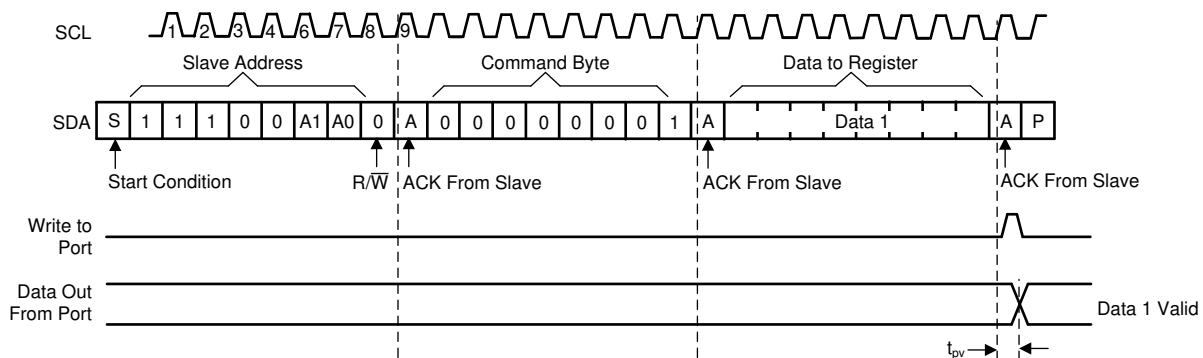 SCL 1 2 3 4 6 7 8 9
Slave Address Command Byte Data to Register
SDA S 1 1 1 0 0 A1 A0 0 A 0 0 0 0 0 0 0 1 A Data 1 A P
Start Condition R/W̅ ACK From Slave ACK From Slave ACK From Slave
Write to
Port
Data Out
From Port
Data 1 Valid
tpv